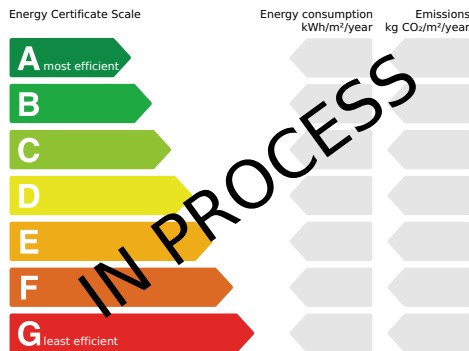 Energy Certificate Scale
Energy consumption
kWh/m²/year
Emissions
kg CO₂/m²/year
A most efficient
B
C
D
E
F
G least efficient
IN PROCESS